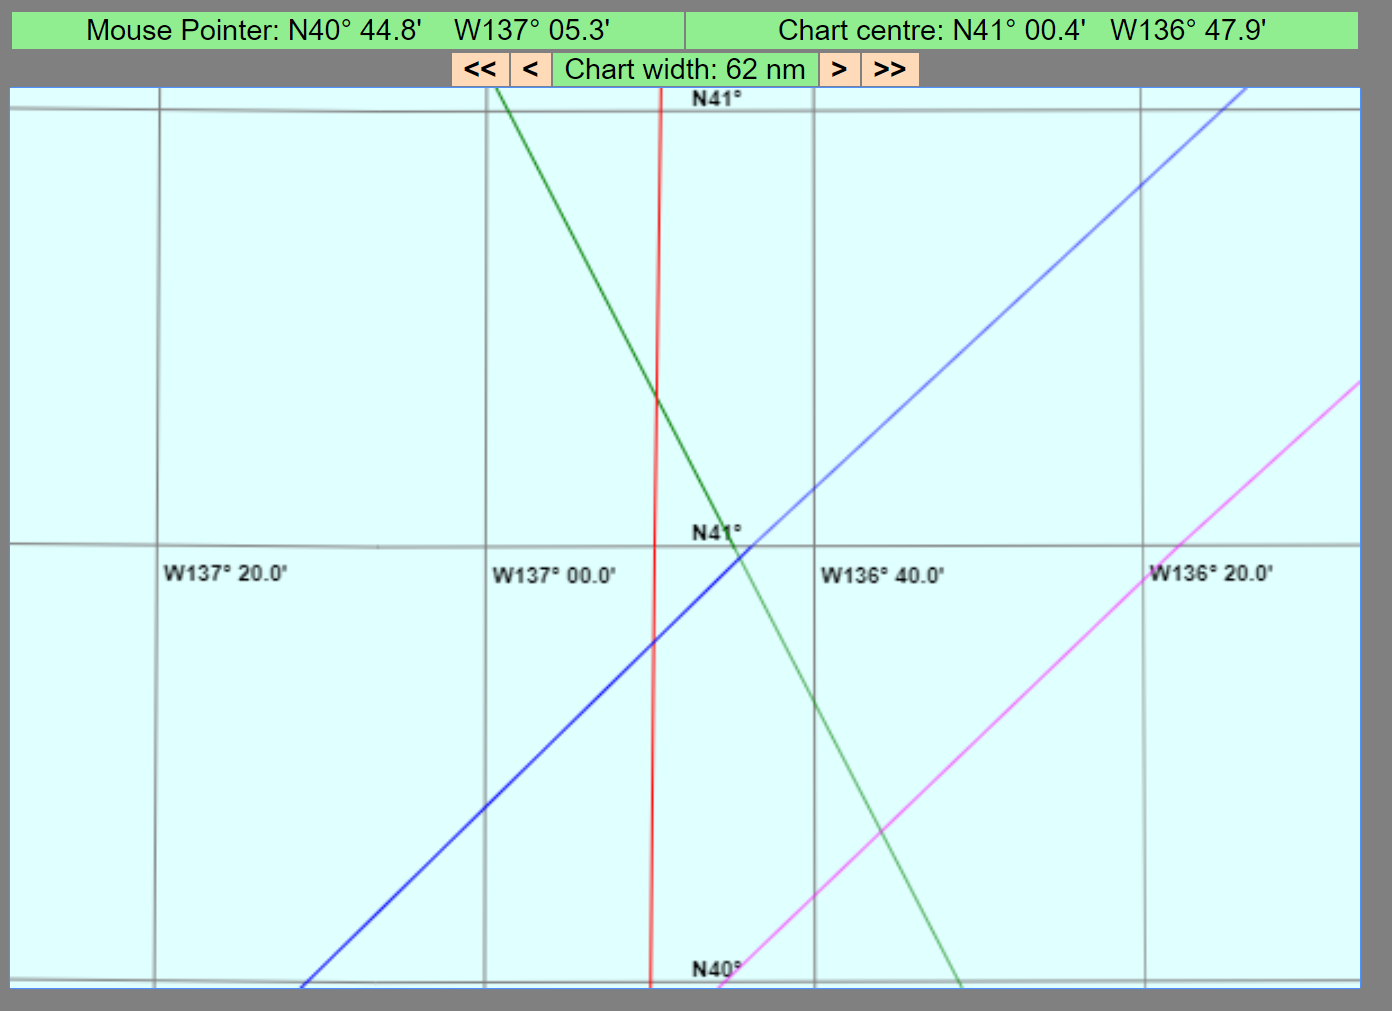 Mouse Pointer: N40° 44.8' W137° 05.3' Chart centre: N41° 00.4' W136° 47.9'
<< < Chart width: 62 nm > >>
N41°
N41°
W137° 20.0' W137° 00.0' W136° 40.0' W136° 20.0'
N40°